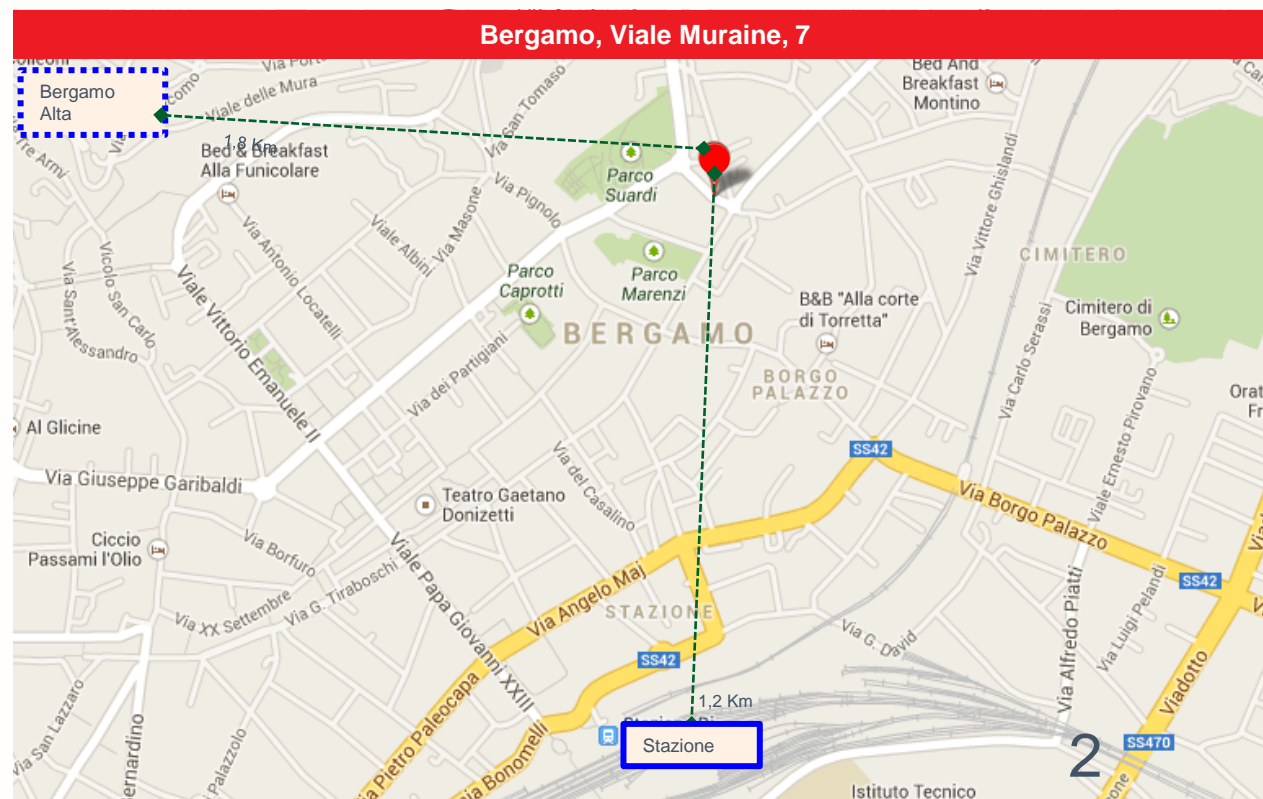 Bergamo, Viale Muraine, 7
Bergamo
Alta
Viale delle Mura
Via San Tomaso
Bed And
Breakfast
Montino
1,8 Km
Bed & Breakfast
Alla Funicolare
Parco
Suardi
Via Pignolo
Via Masone
Viale Albini
Via Vittore Ghislandi
CIMITERO
Vicolo San Carlo
Via Antonio Locatelli
Via Sant'Alessandro
Parco
Caprotti
Parco
Marenzi
B&B "Alla corte
di Torretta"
Cimitero di
Bergamo
Viale Vittorio Emanuele II
BERGAMO
Via Carlo Serassi
Via dei Partigiani
BORGO
PALAZZO
Viale Ernesto Pirovano
Orat
Fr
Al Glicine
SS42
Via Giuseppe Garibaldi
Via del Casalino
Via Borgo Palazzo
Teatro Gaetano
Donizetti
Ciccio
Passami l'Olio
Via Borfuro
Viale Papa Giovanni XXIII
Via G. Tiraboschi
Via XX Settembre
Via Angelo Maj
STAZIONE
SS42
Via Alfredo Piatti
Via Luigi Pelandi
Via G. David
SS42
Viadotto
Via San Lazzaro
Via Pietro Paleocapa
1,2 Km
Stazione
SS470
2
Bernardino
Palazzolo
Via Bonomelli
Istituto Tecnico